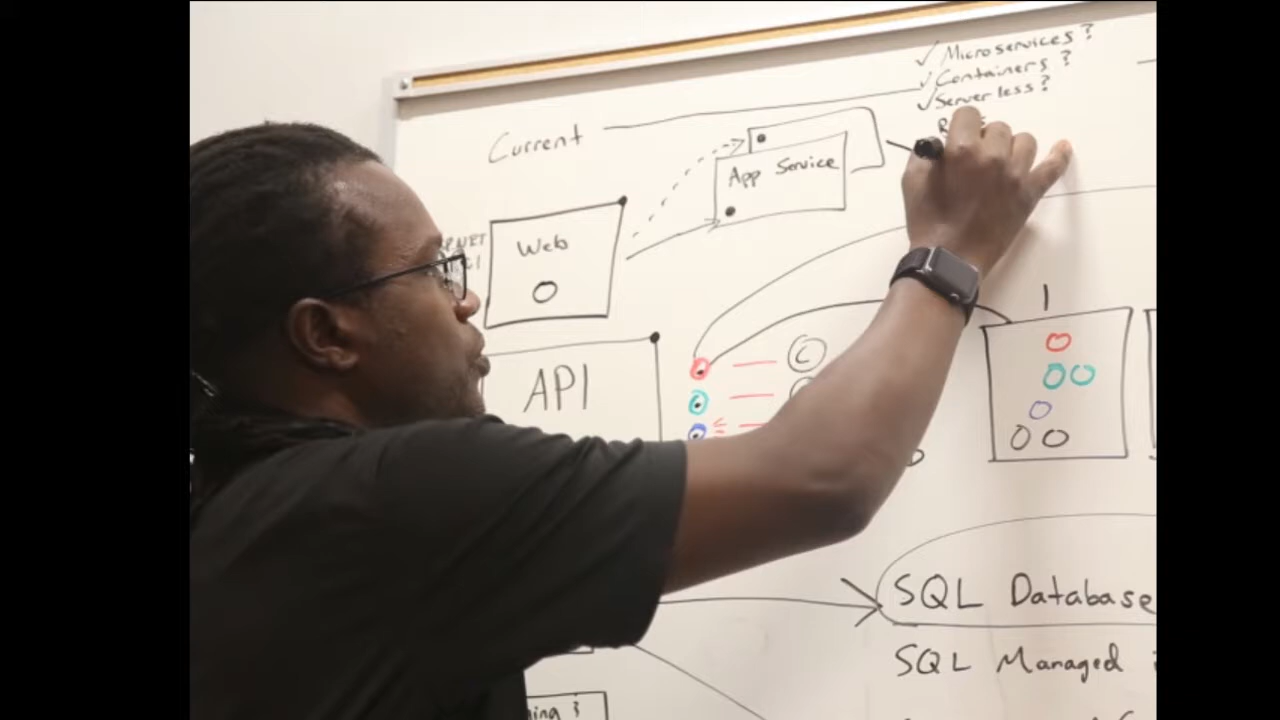 ✓ Microservices?
✓ Containers?
✓ Serverless?
Current
App Service
Web
API
C
1
SQL Database
SQL Managed